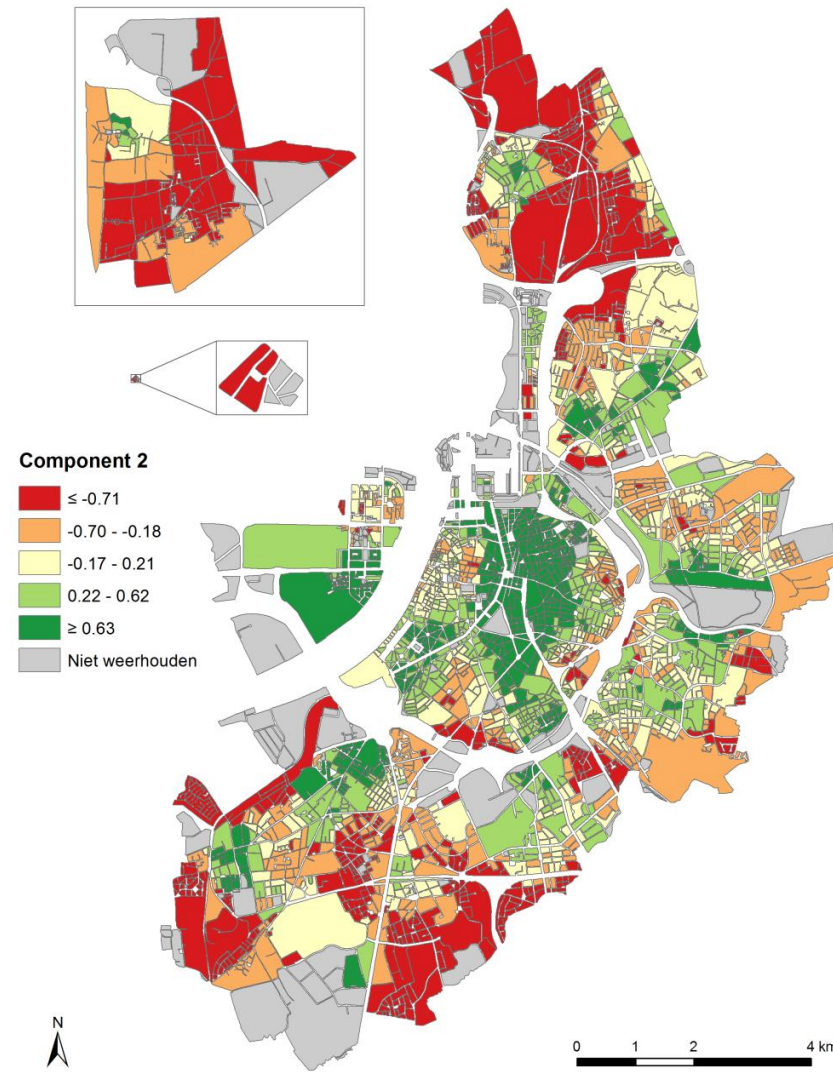 Component 2
≤ -0.71
-0.70 - -0.18
-0.17 - 0.21
0.22 - 0.62
≥ 0.63
Niet weerhouden
N
0 1 2 4 km